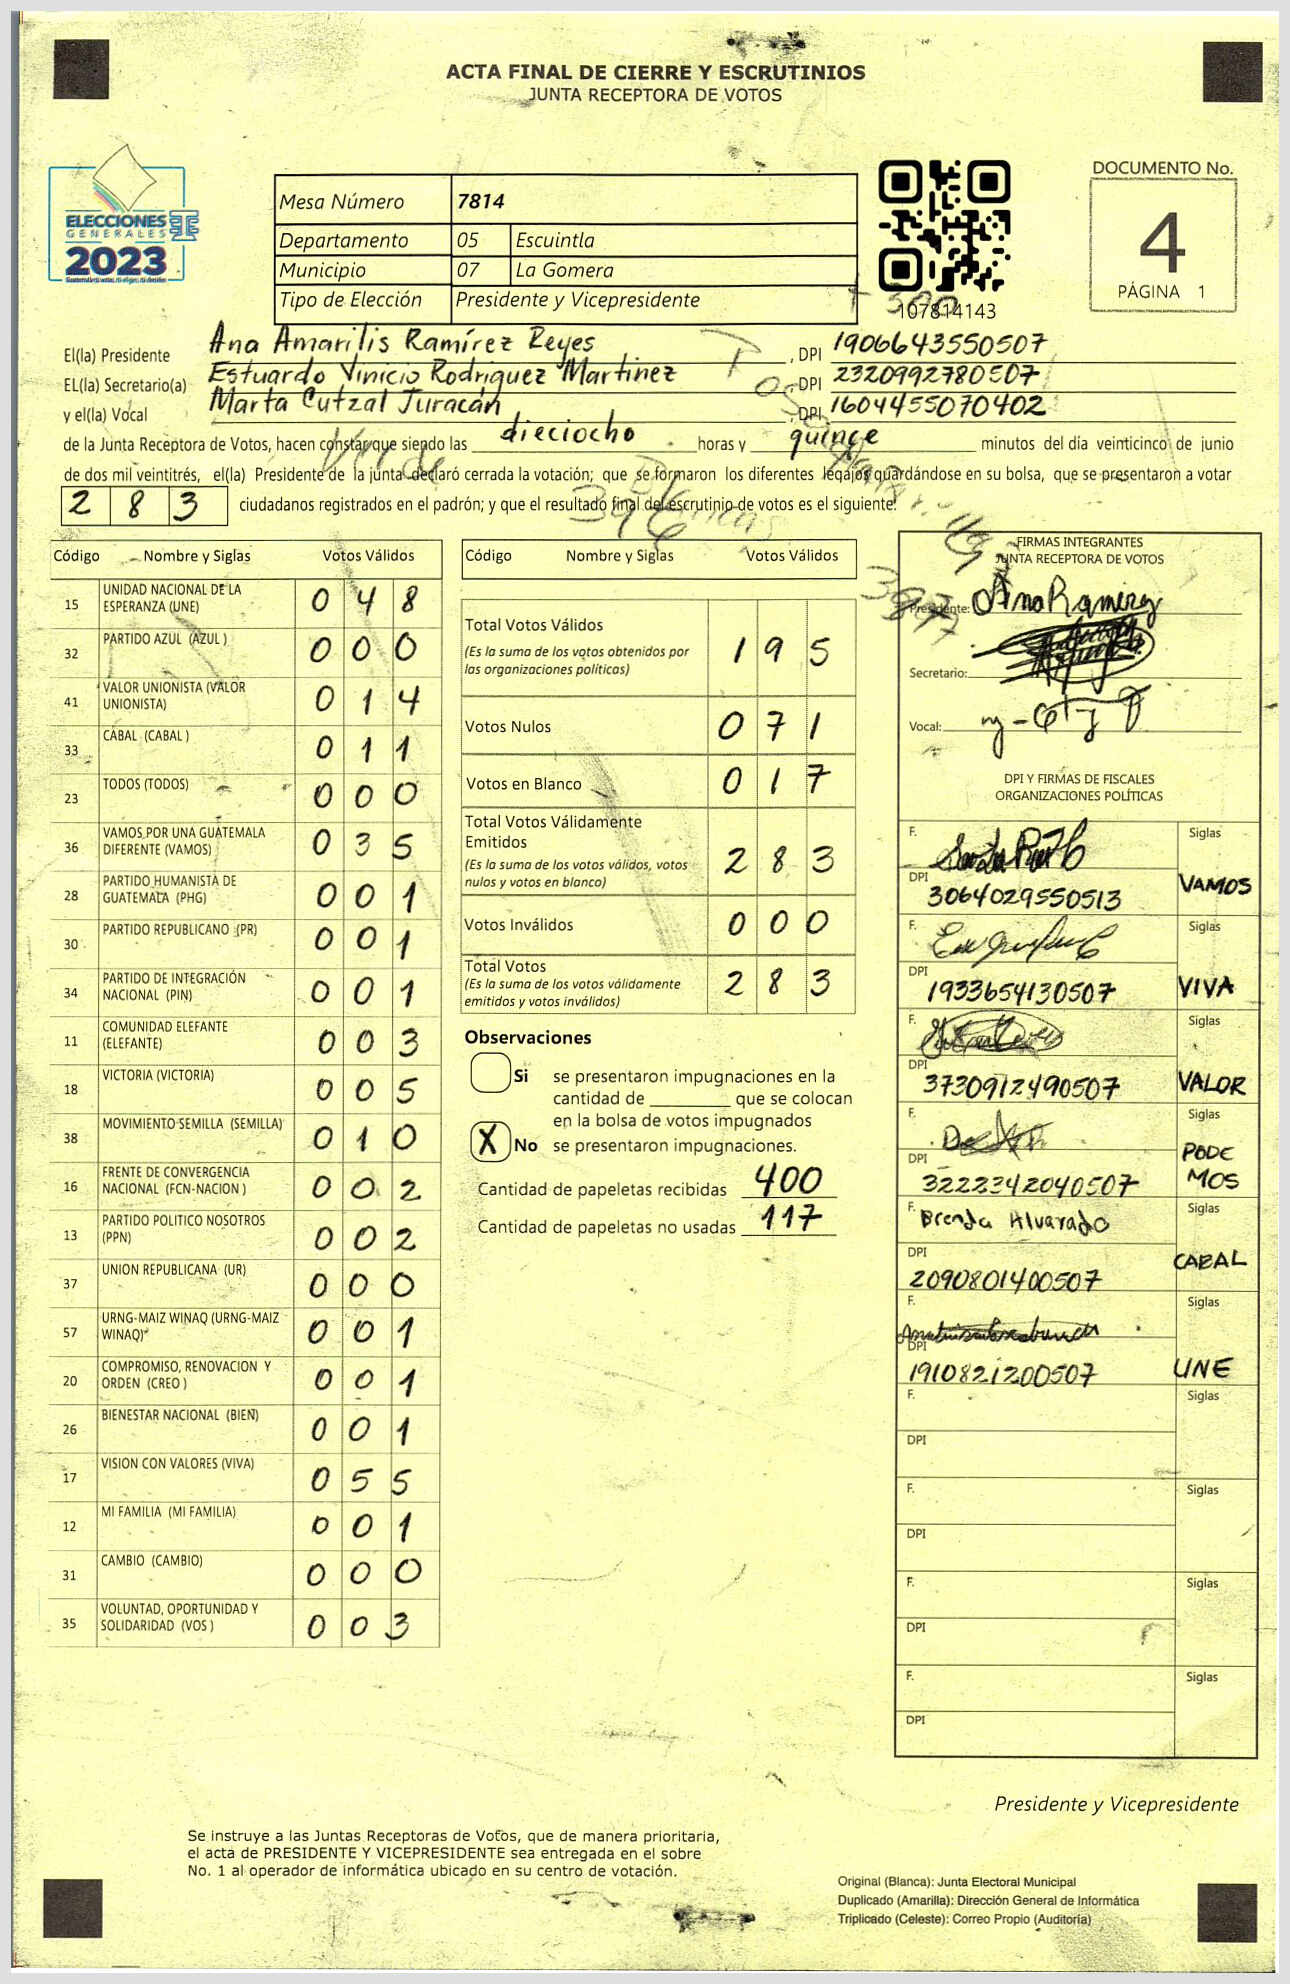 ACTA FINAL DE CIERRE Y ESCRUTINIOS
JUNTA RECEPTORA DE VOTOS
ELECCIONES
GENERALES
2023
Mesa Número 7814
Departamento 05 Escuintla
Municipio 07 La Gomera
Tipo de Elección Presidente y Vicepresidente
107814143
DOCUMENTO No.
4
PÁGINA 1
El(la) Presidente Ana Amarilis Ramírez Reyes , DPI 1906643550507
EL(la) Secretario(a) Estuardo Vinicio Rodriguez Martinez , DPI 2320992780507
y el(la) Vocal Marta Cutzal Turacán , DPI 1604455070402
de la Junta Receptora de Votos, hacen constar que siendo las dieciocho horas y quince minutos del día veinticinco de junio
de dos mil veintitrés, el(la) Presidente de la junta declaró cerrada la votación; que se formaron los diferentes legajos guardándose en su bolsa, que se presentaron a votar
2 8 3 ciudadanos registrados en el padrón; y que el resultado final del escrutinio de votos es el siguiente:
Código Nombre y Siglas Votos Válidos
15 UNIDAD NACIONAL DE LA ESPERANZA (UNE) 0 4 8
32 PARTIDO AZUL (AZUL ) 0 0 0
41 VALOR UNIONISTA (VALOR UNIONISTA) 0 1 4
33 CABAL (CABAL ) 0 1 1
23 TODOS (TODOS) 0 0 0
36 VAMOS POR UNA GUATEMALA DIFERENTE (VAMOS) 0 3 5
28 PARTIDO HUMANISTA DE GUATEMALA (PHG) 0 0 1
30 PARTIDO REPUBLICANO (PR) 0 0 1
34 PARTIDO DE INTEGRACIÓN NACIONAL (PIN) 0 0 1
11 COMUNIDAD ELEFANTE (ELEFANTE) 0 0 3
18 VICTORIA (VICTORIA) 0 0 5
38 MOVIMIENTO SEMILLA (SEMILLA) 0 1 0
16 FRENTE DE CONVERGENCIA NACIONAL (FCN-NACION ) 0 0 2
13 PARTIDO POLITICO NOSOTROS (PPN) 0 0 2
37 UNION REPUBLICANA (UR) 0 0 0
57 URNG-MAIZ WINAQ (URNG-MAIZ WINAQ) 0 0 1
20 COMPROMISO, RENOVACION Y ORDEN (CREO ) 0 0 1
26 BIENESTAR NACIONAL (BIEN) 0 0 1
17 VISION CON VALORES (VIVA) 0 5 5
12 MI FAMILIA (MI FAMILIA) 0 0 1
31 CAMBIO (CAMBIO) 0 0 0
35 VOLUNTAD, OPORTUNIDAD Y SOLIDARIDAD (VOS ) 0 0 3
Código Nombre y Siglas Votos Válidos
Total Votos Válidos 1 9 5
(Es la suma de los votos obtenidos por
las organizaciones políticas)
Votos Nulos 0 7 1
Votos en Blanco 0 1 7
Total Votos Válidamente
Emitidos 2 8 3
(Es la suma de los votos válidos, votos
nulos y votos en blanco)
Votos Inválidos 0 0 0
Total Votos 2 8 3
(Es la suma de los votos válidamente
emitidos y votos inválidos)
Observaciones
Si se presentaron impugnaciones en la
cantidad de ________ que se colocan
en la bolsa de votos impugnados
X No se presentaron impugnaciones.
Cantidad de papeletas recibidas 400
Cantidad de papeletas no usadas 117
FIRMAS INTEGRANTES
JUNTA RECEPTORA DE VOTOS
Presidente: Ana Ramirez
Secretario:
Vocal:
DPI Y FIRMAS DE FISCALES
ORGANIZACIONES POLÍTICAS
F. Siglas
DPI 3064029550513 VAMOS
F. Siglas
DPI 1933654130507 VIVA
F. Siglas
DPI 3730912490507 VALOR
F. Siglas
DPI 3222342040507 PODE
MOS
F. Brenda Alvarado Siglas
DPI 2090801400507 CABAL
F. Siglas
DPI 1910821200507 UNE
F. Siglas
DPI
F. Siglas
DPI
F. Siglas
DPI
F. Siglas
DPI
Presidente y Vicepresidente
Se instruye a las Juntas Receptoras de Votos, que de manera prioritaria,
el acta de PRESIDENTE Y VICEPRESIDENTE sea entregada en el sobre
No. 1 al operador de informática ubicado en su centro de votación.
Original (Blanca): Junta Electoral Municipal
Duplicado (Amarilla): Dirección General de Informática
Triplicado (Celeste): Correo Propio (Auditoría)